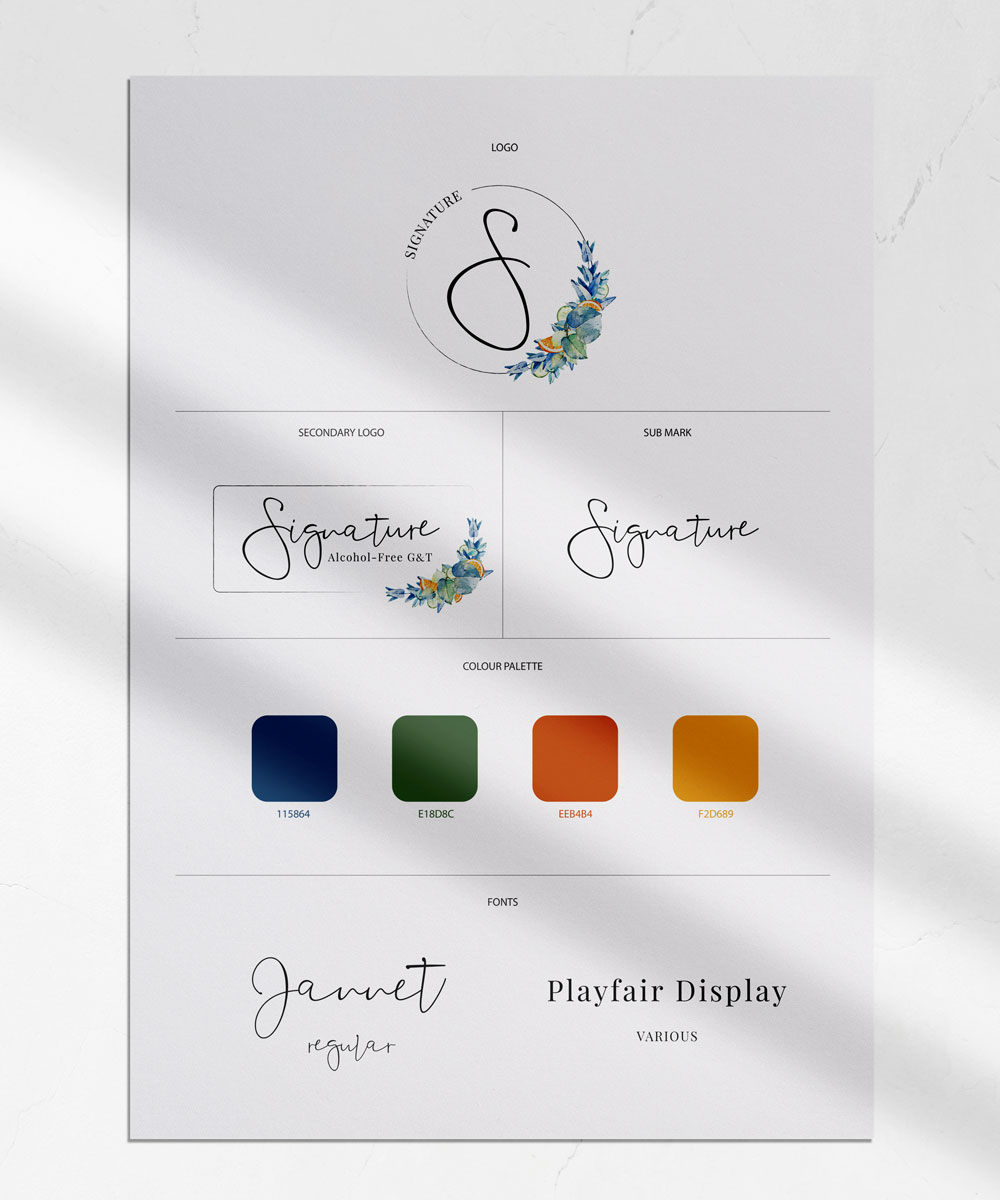 LOGO
SIGNATURE
S
SECONDARY LOGO
SUB MARK
Signature
Alcohol-Free G&T
Signature
COLOUR PALETTE
115864
E18D8C
EEB4B4
F2D689
FONTS
Jannet
regular
Playfair Display
VARIOUS